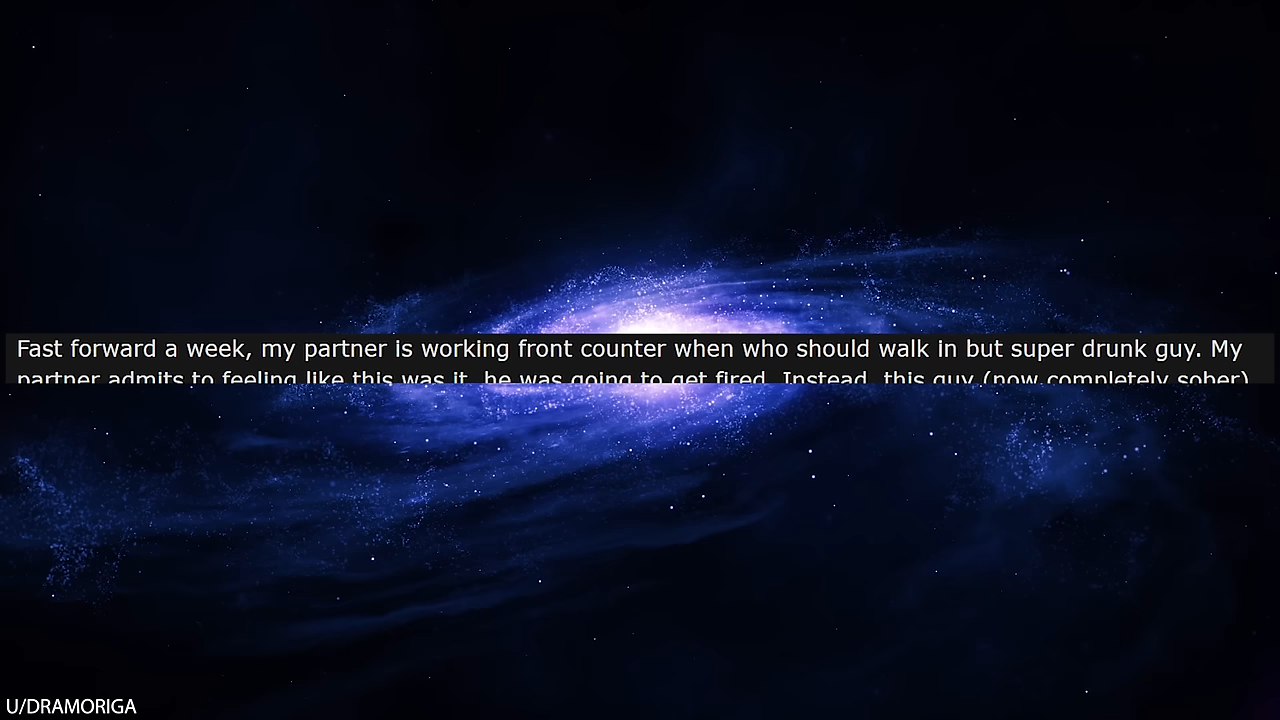 Fast forward a week, my partner is working front counter when who should walk in but super drunk guy. My
partner admits to feeling like this was it, he was going to get fired. Instead, this guy (now completely sober)
U/DRAMORIGA